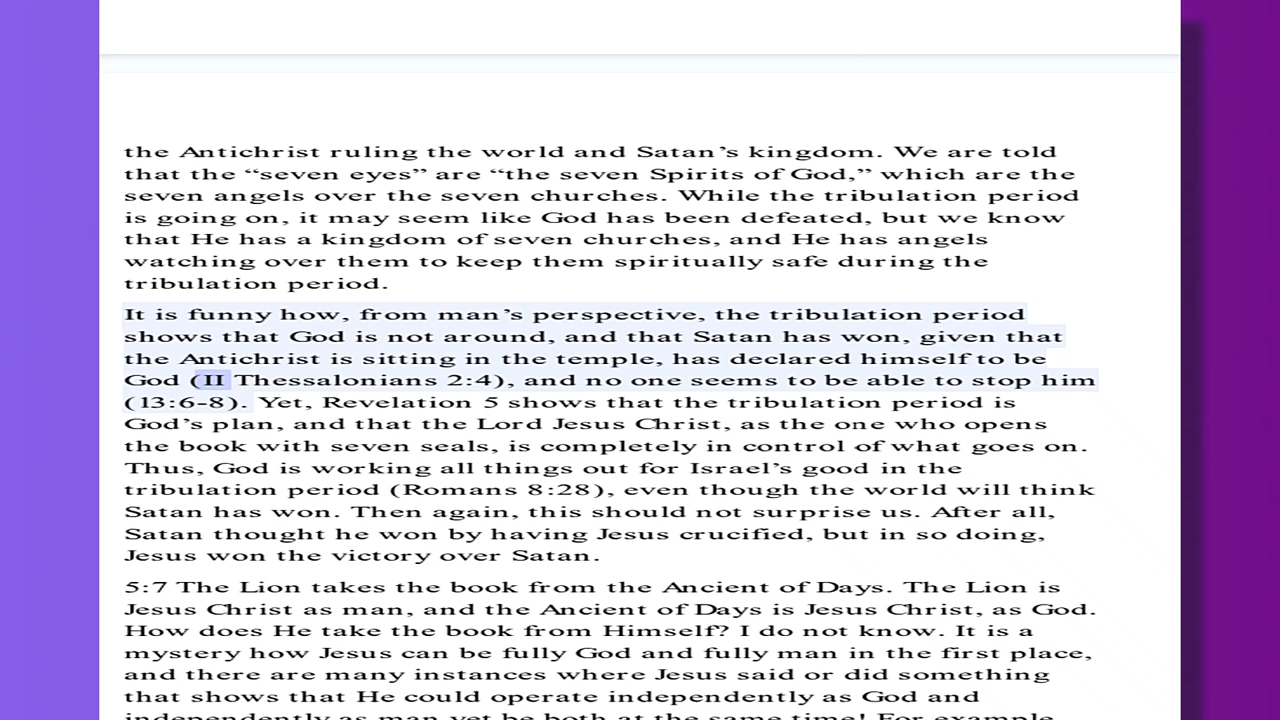 the Antichrist ruling the world and Satan’s kingdom. We are told
that the “seven eyes” are “the seven Spirits of God,” which are the
seven angels over the seven churches. While the tribulation period
is going on, it may seem like God has been defeated, but we know
that He has a kingdom of seven churches, and He has angels
watching over them to keep them spiritually safe during the
tribulation period.
It is funny how, from man’s perspective, the tribulation period
shows that God is not around, and that Satan has won, given that
the Antichrist is sitting in the temple, has declared himself to be
God (II Thessalonians 2:4), and no one seems to be able to stop him
(13:6-8). Yet, Revelation 5 shows that the tribulation period is
God’s plan, and that the Lord Jesus Christ, as the one who opens
the book with seven seals, is completely in control of what goes on.
Thus, God is working all things out for Israel’s good in the
tribulation period (Romans 8:28), even though the world will think
Satan has won. Then again, this should not surprise us. After all,
Satan thought he won by having Jesus crucified, but in so doing,
Jesus won the victory over Satan.
5:7 The Lion takes the book from the Ancient of Days. The Lion is
Jesus Christ as man, and the Ancient of Days is Jesus Christ, as God.
How does He take the book from Himself? I do not know. It is a
mystery how Jesus can be fully God and fully man in the first place,
and there are many instances where Jesus said or did something
that shows that He could operate independently as God and
independently as man yet be both at the same time! For example